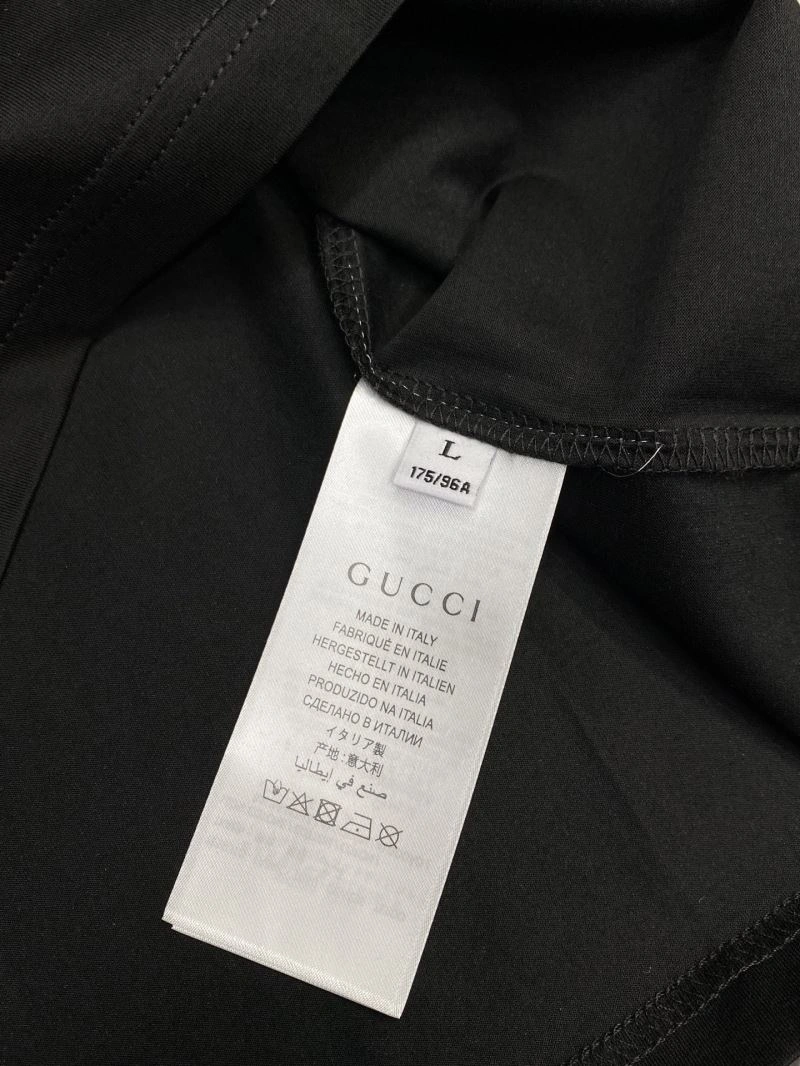 L
175/96A
GUCCI
MADE IN ITALY
FABRIQUÉ EN ITALIE
HERGESTELLT IN ITALIEN
HECHO EN ITALIA
PRODUZIDO NA ITALIA
СДЕЛАНО В ИТАЛИИ
イタリア製
产地:意大利
صنع في إيطاليا